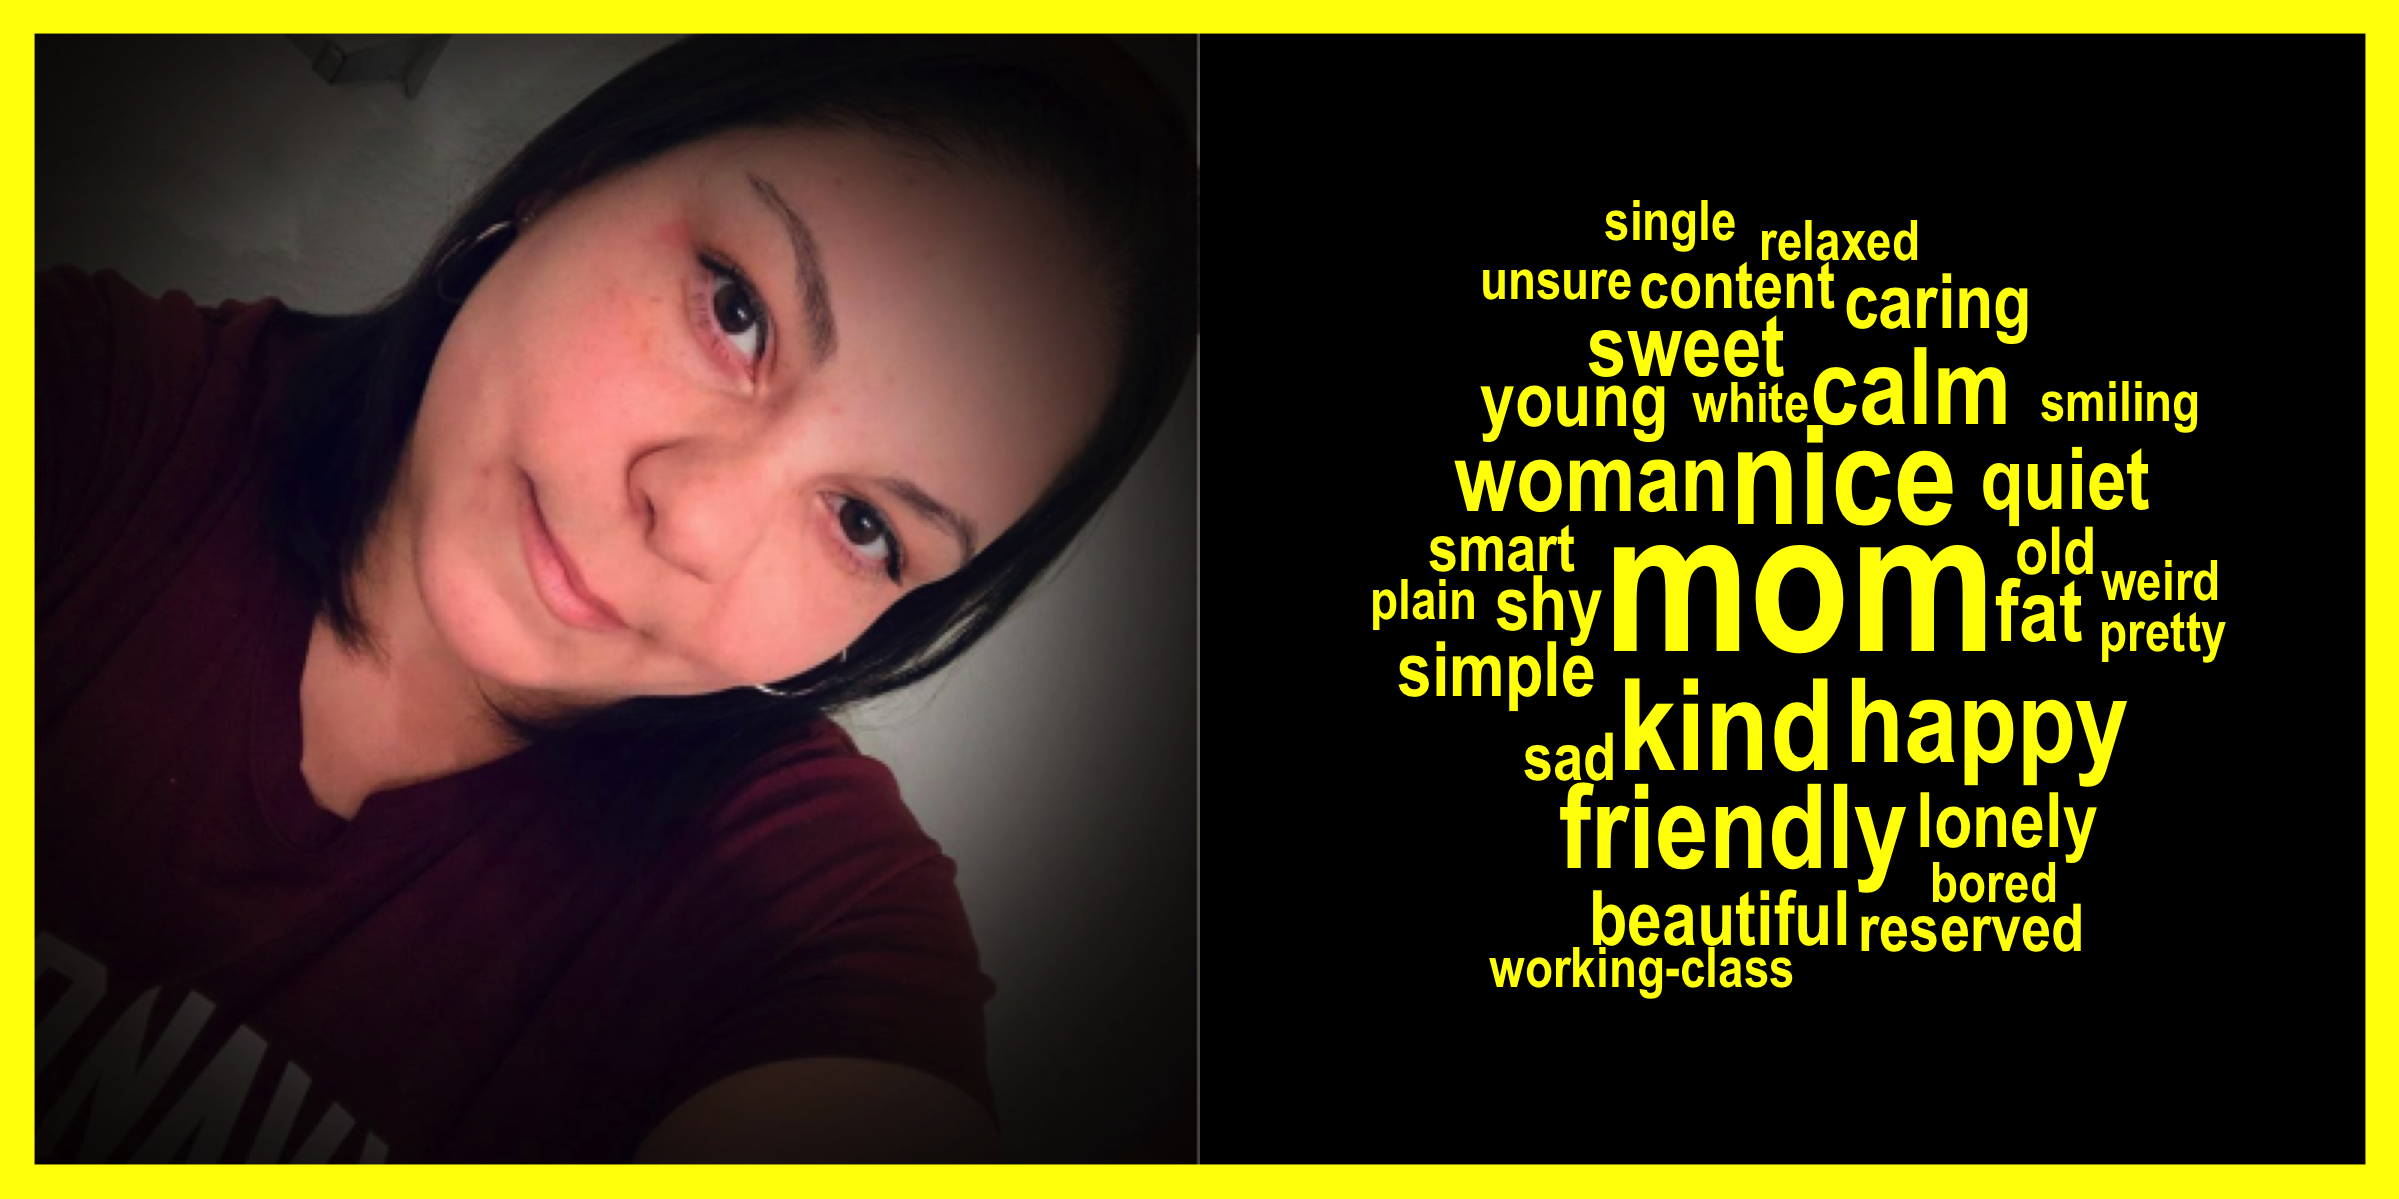 single relaxed
unsure content caring
sweet
young white calm smiling
woman nice quiet
smart mom old weird
plain shy fat pretty
simple
sad kind happy
friendly lonely
bored
beautiful reserved
working-class